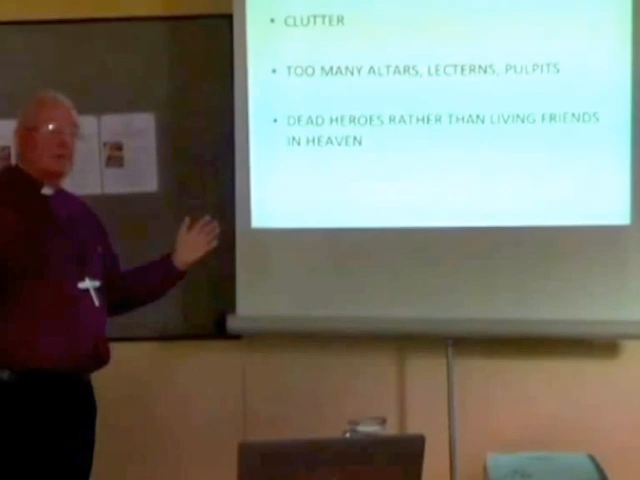 • CLUTTER
• TOO MANY ALTARS, LECTERNS, PULPITS
• DEAD HEROES RATHER THAN LIVING FRIENDS
IN HEAVEN